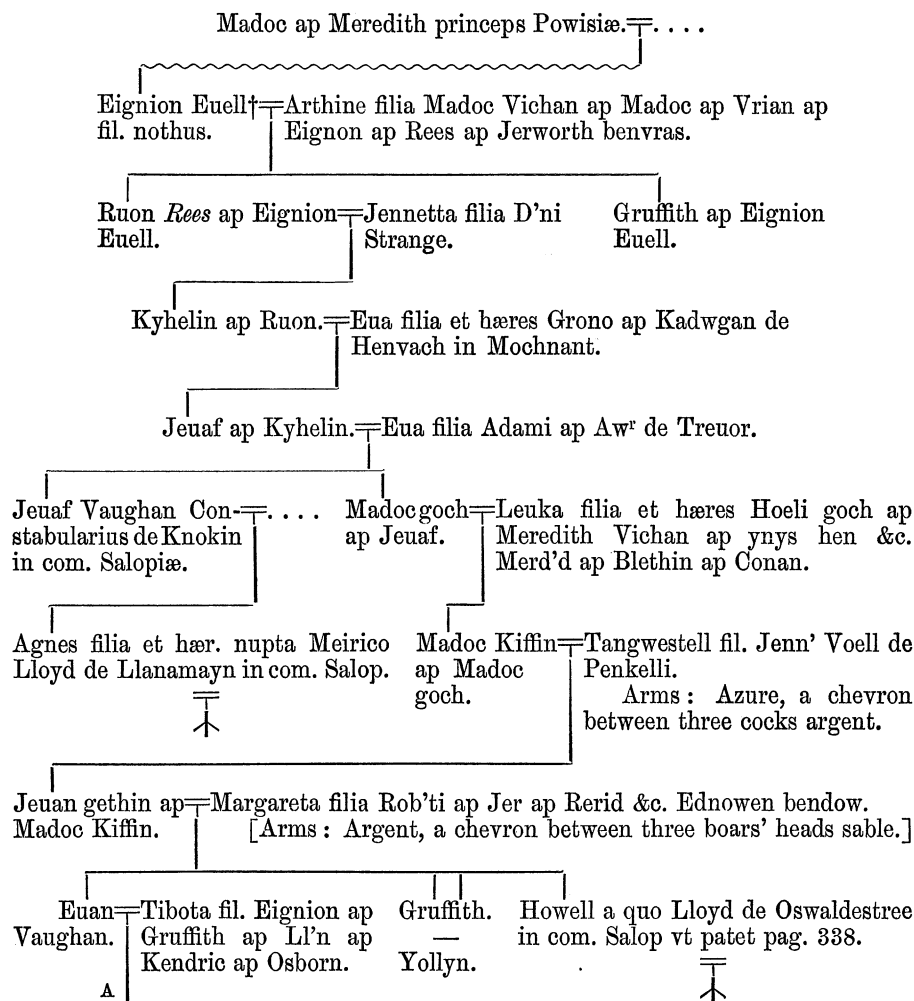 Madoc ap Meredith princeps Powisiæ. . . . .
Eignion Euell† Arthine filia Madoc Vichan ap Madoc ap Vrian ap
fil. nothus. Eignon ap Rees ap Jerworth benvras.
Ruon Rees ap Eignion Jennetta filia D'ni Gruffith ap Eignion
Euell. Strange. Euell.
Kyhelin ap Ruon. Eua filia et hæres Grono ap Kadwgan de
Henvach in Mochnant.
Jeuaf ap Kyhelin. Eua filia Adami ap Awʳ de Treuor.
Jeuaf Vaughan Con- . . . .
stabularius de Knokin
in com. Salopiæ.
Madoc goch
ap Jeuaf.
Leuka filia et hæres Hoeli goch ap
Meredith Vichan ap ynys hen &c.
Merd'd ap Blethin ap Conan.
Agnes filia et hær. nupta Meirico
Lloyd de Llanamayn in com. Salop.
Madoc Kiffin
ap Madoc
goch.
Tangwestell fil. Jenn' Voell de
Penkelli.
Arms : Azure, a chevron
between three cocks argent.
Jeuan gethin ap Margareta filia Rob'ti ap Jer ap Rerid &c. Ednowen bendow.
Madoc Kiffin. [Arms : Argent, a chevron between three boars' heads sable.]
Euan
Vaughan.
Tibota fil. Eignion ap
Gruffith ap Ll'n ap
Kendric ap Osborn.
Gruffith.
—
Yollyn.
Howell a quo Lloyd de Oswaldestree
in com. Salop vt patet pag. 338.
A